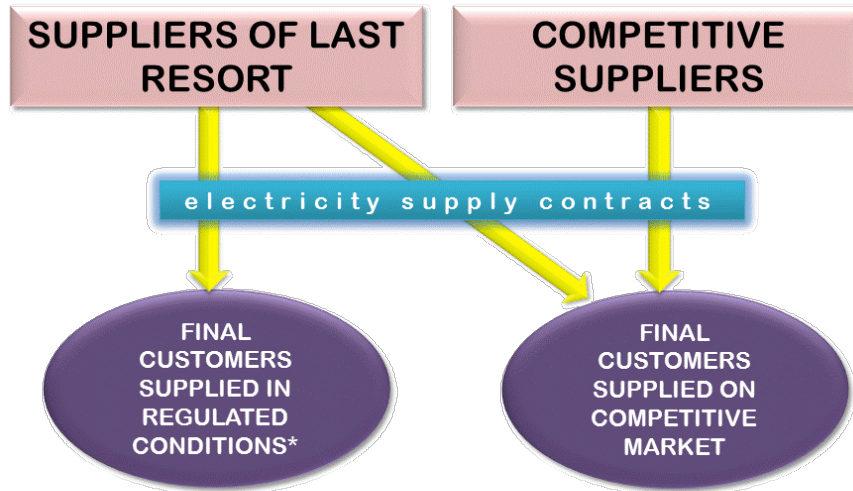 SUPPLIERS OF LAST
RESORT
COMPETITIVE
SUPPLIERS
electricity supply contracts
FINAL
CUSTOMERS
SUPPLIED IN
REGULATED
CONDITIONS*
FINAL
CUSTOMERS
SUPPLIED ON
COMPETITIVE
MARKET